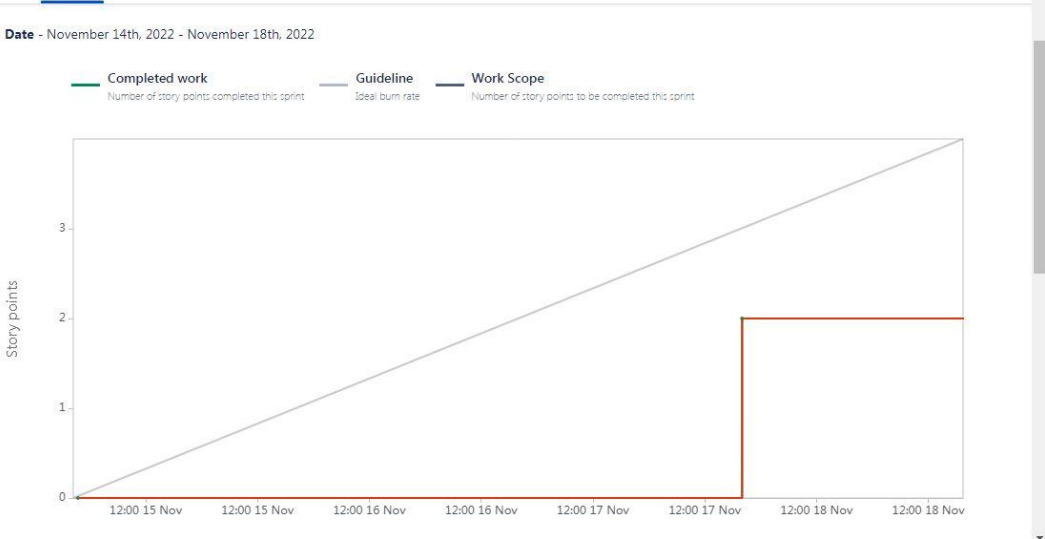 Date - November 14th, 2022 - November 18th, 2022
Completed work
Number of story points completed this sprint
Guideline
Ideal burn rate
Work Scope
Number of story points to be completed this sprint
Story points
3
2
1
0
12:00 15 Nov 12:00 15 Nov 12:00 16 Nov 12:00 16 Nov 12:00 17 Nov 12:00 17 Nov 12:00 18 Nov 12:00 18 Nov